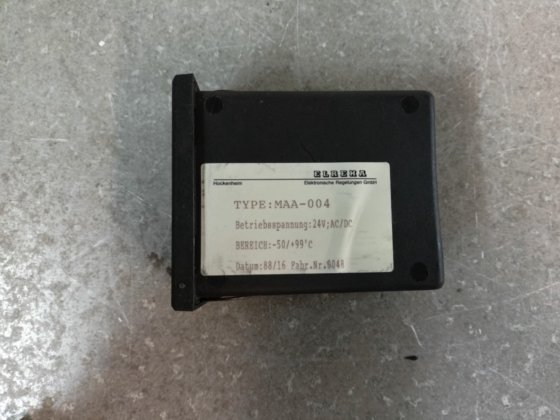 ELREHA
Hockenheim Elektronische Regelungen GmbH
TYPE:MAA-004
Betriebsspannung:24V;AC/DC
BEREICH:-50/+99°C
Datum:88/16 Fabr.Nr.0048